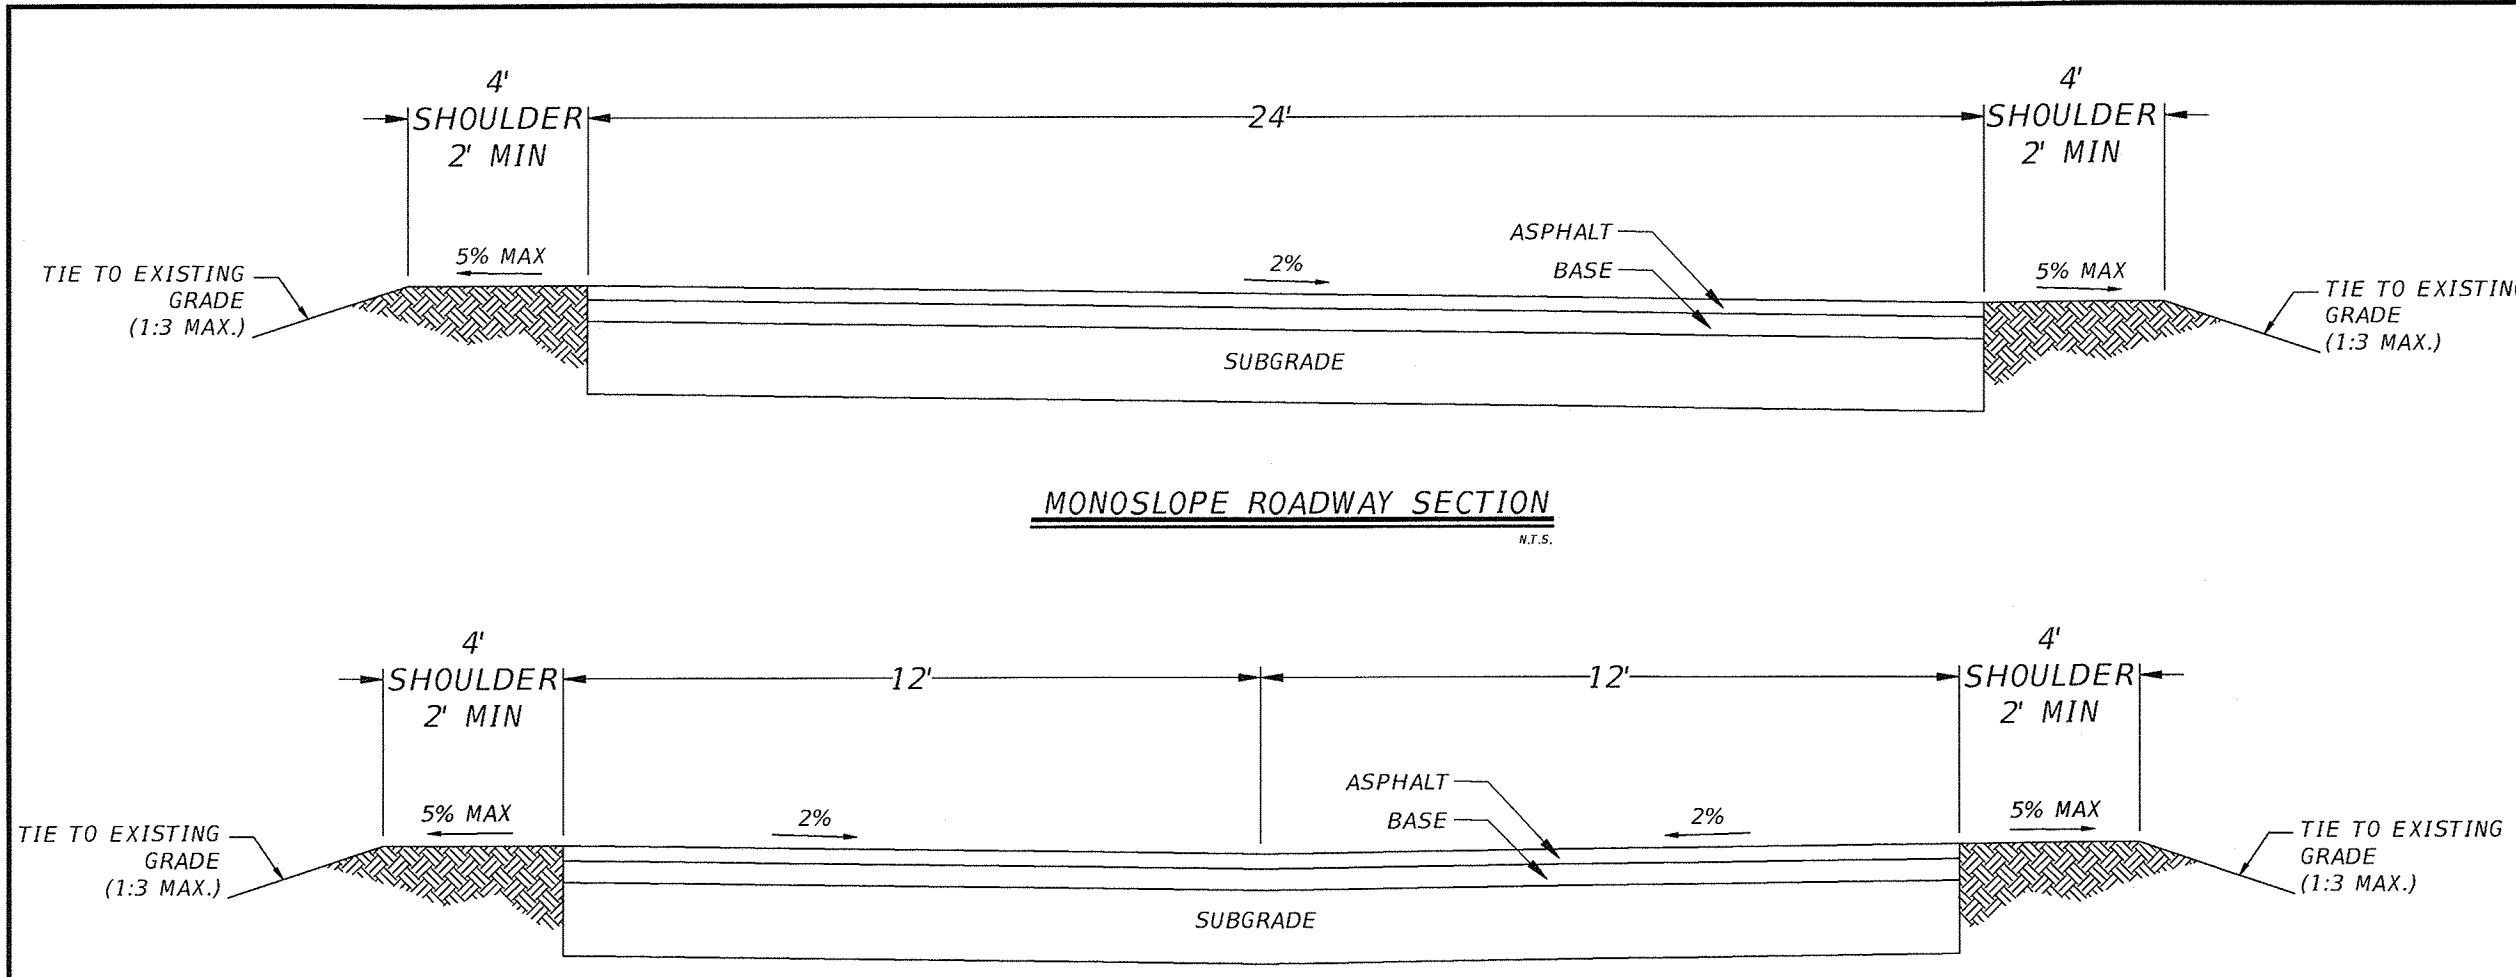 4'
SHOULDER
2' MIN
24'
4'
SHOULDER
2' MIN
ASPHALT
BASE
5% MAX
2%
5% MAX
TIE TO EXISTING
GRADE
(1:3 MAX.)
TIE TO EXISTING
GRADE
(1:3 MAX.)
SUBGRADE
MONOSLOPE ROADWAY SECTION
N.T.S.
4'
SHOULDER
2' MIN
12'
12'
4'
SHOULDER
2' MIN
ASPHALT
BASE
5% MAX
2%
2%
5% MAX
TIE TO EXISTING
GRADE
(1:3 MAX.)
TIE TO EXISTING
GRADE
(1:3 MAX.)
SUBGRADE